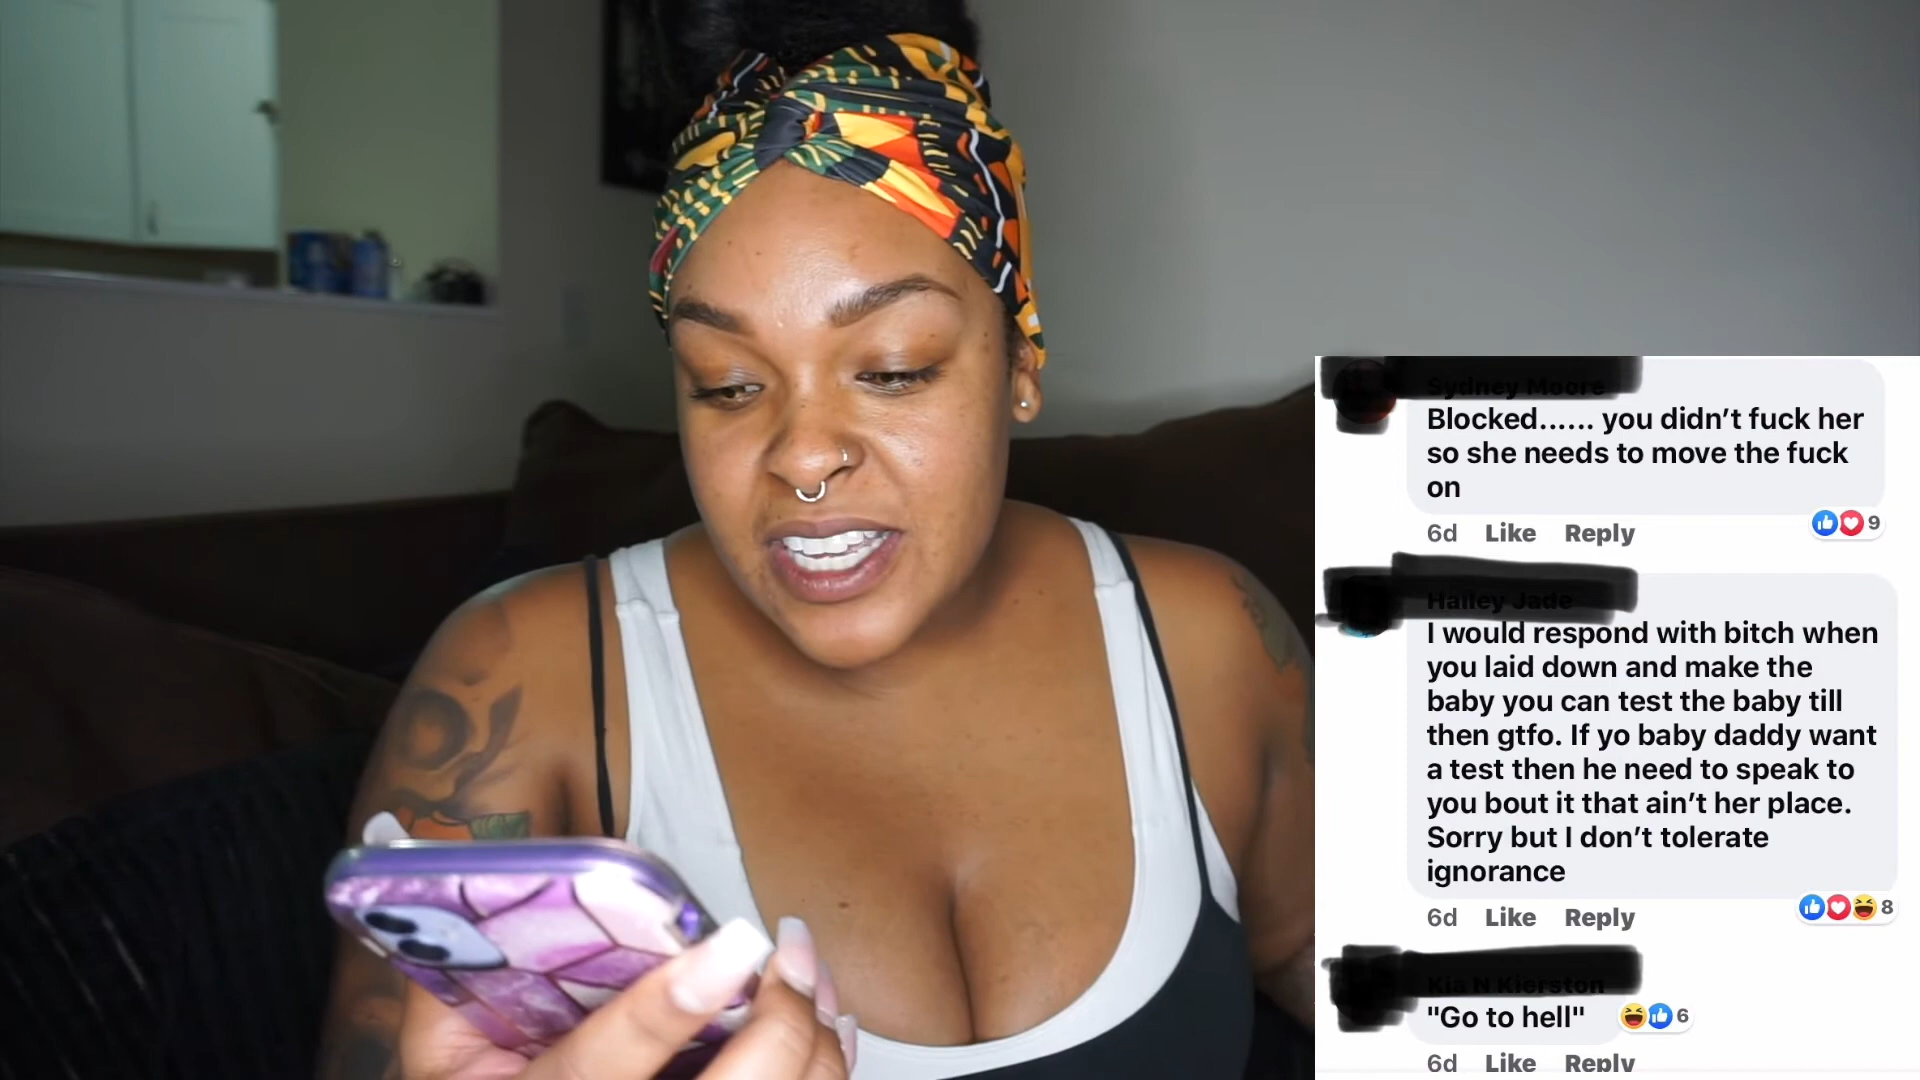 Blocked...... you didn't fuck her
so she needs to move the fuck
on
6d Like Reply
9
I would respond with bitch when
you laid down and make the
baby you can test the baby till
then gtfo. If yo baby daddy want
a test then he need to speak to
you bout it that ain't her place.
Sorry but I don't tolerate
ignorance
6d Like Reply
8
"Go to hell"
6
6d Like Reply